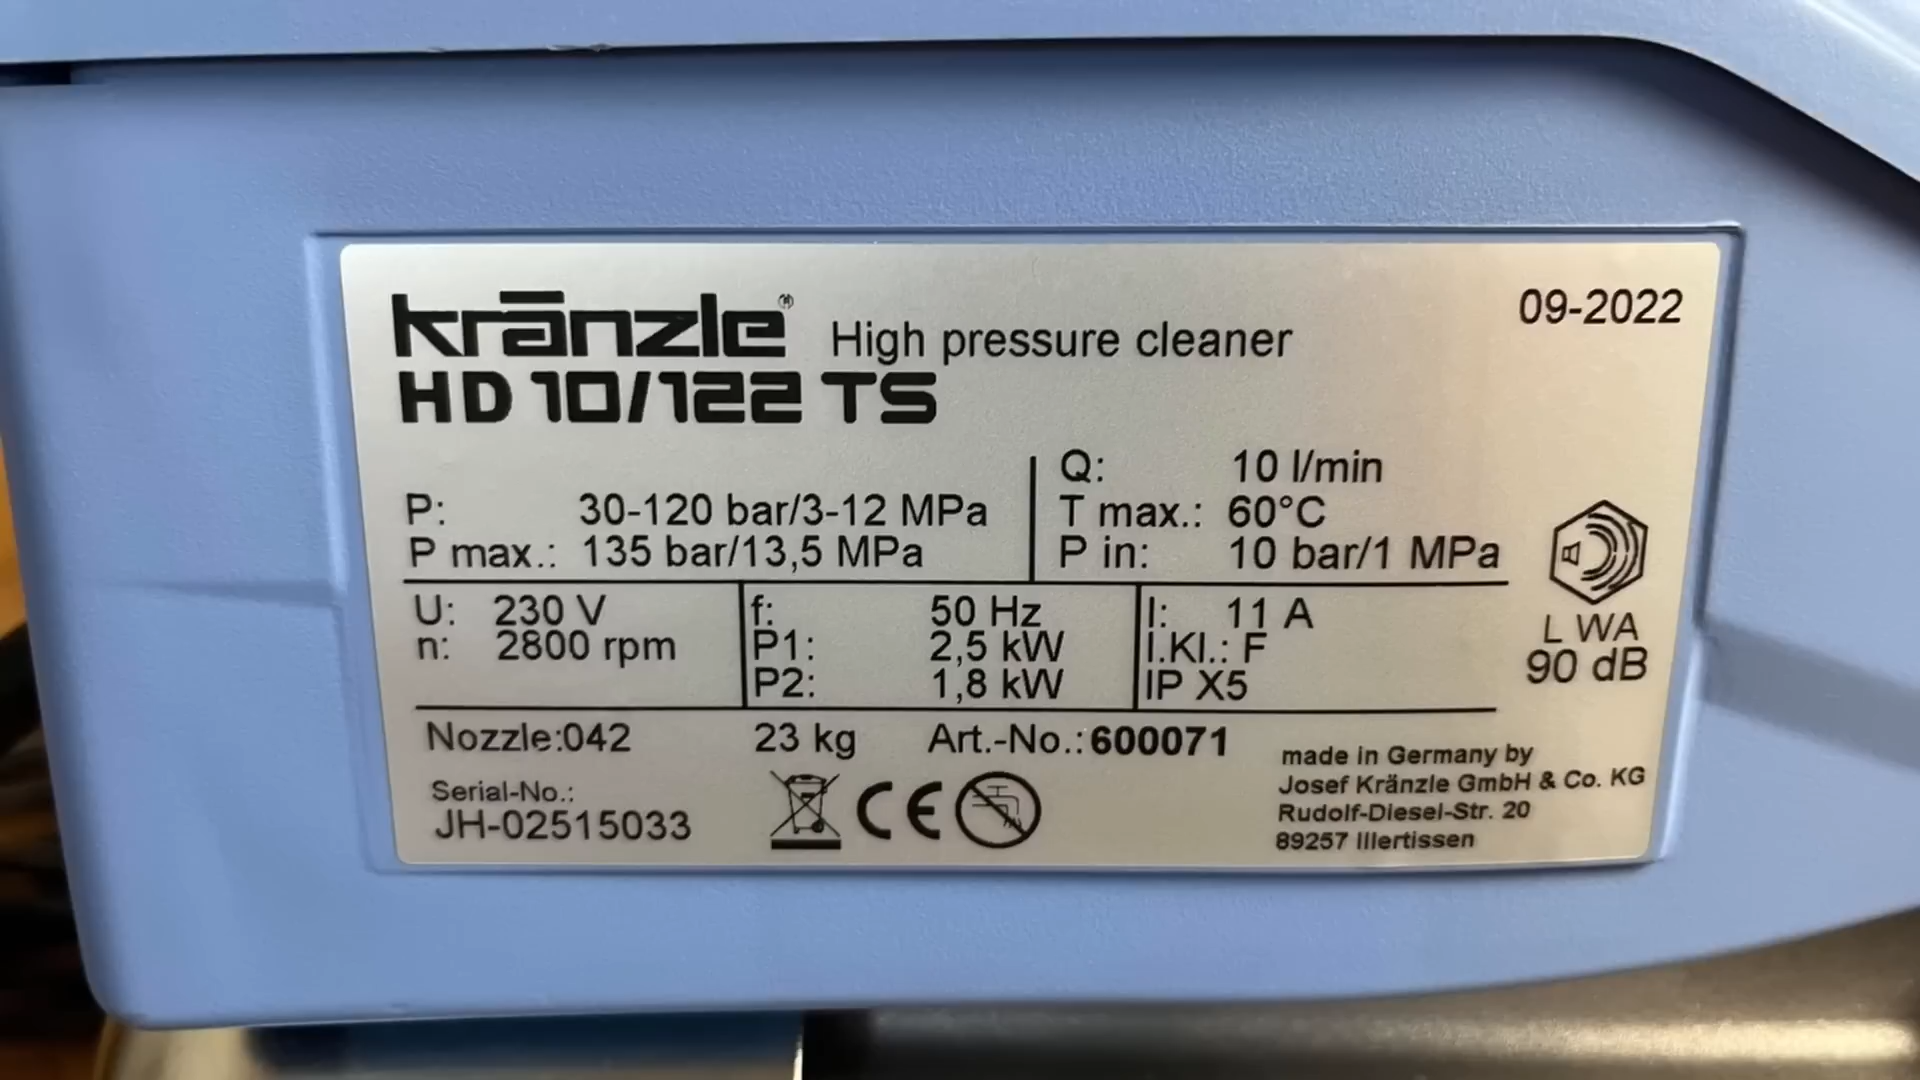 kränzle® High pressure cleaner
09-2022
HD 10/122 TS
P: 30-120 bar/3-12 MPa
P max.: 135 bar/13,5 MPa
Q: 10 l/min
T max.: 60°C
P in: 10 bar/1 MPa
U: 230 V
n: 2800 rpm
f: 50 Hz
P1: 2,5 kW
P2: 1,8 kW
I: 11 A
I.Kl.: F
IP X5
L WA
90 dB
Nozzle:042 23 kg Art.-No.:600071
Serial-No.:
JH-02515033
CE
made in Germany by
Josef Kränzle GmbH & Co. KG
Rudolf-Diesel-Str. 20
89257 Illertissen